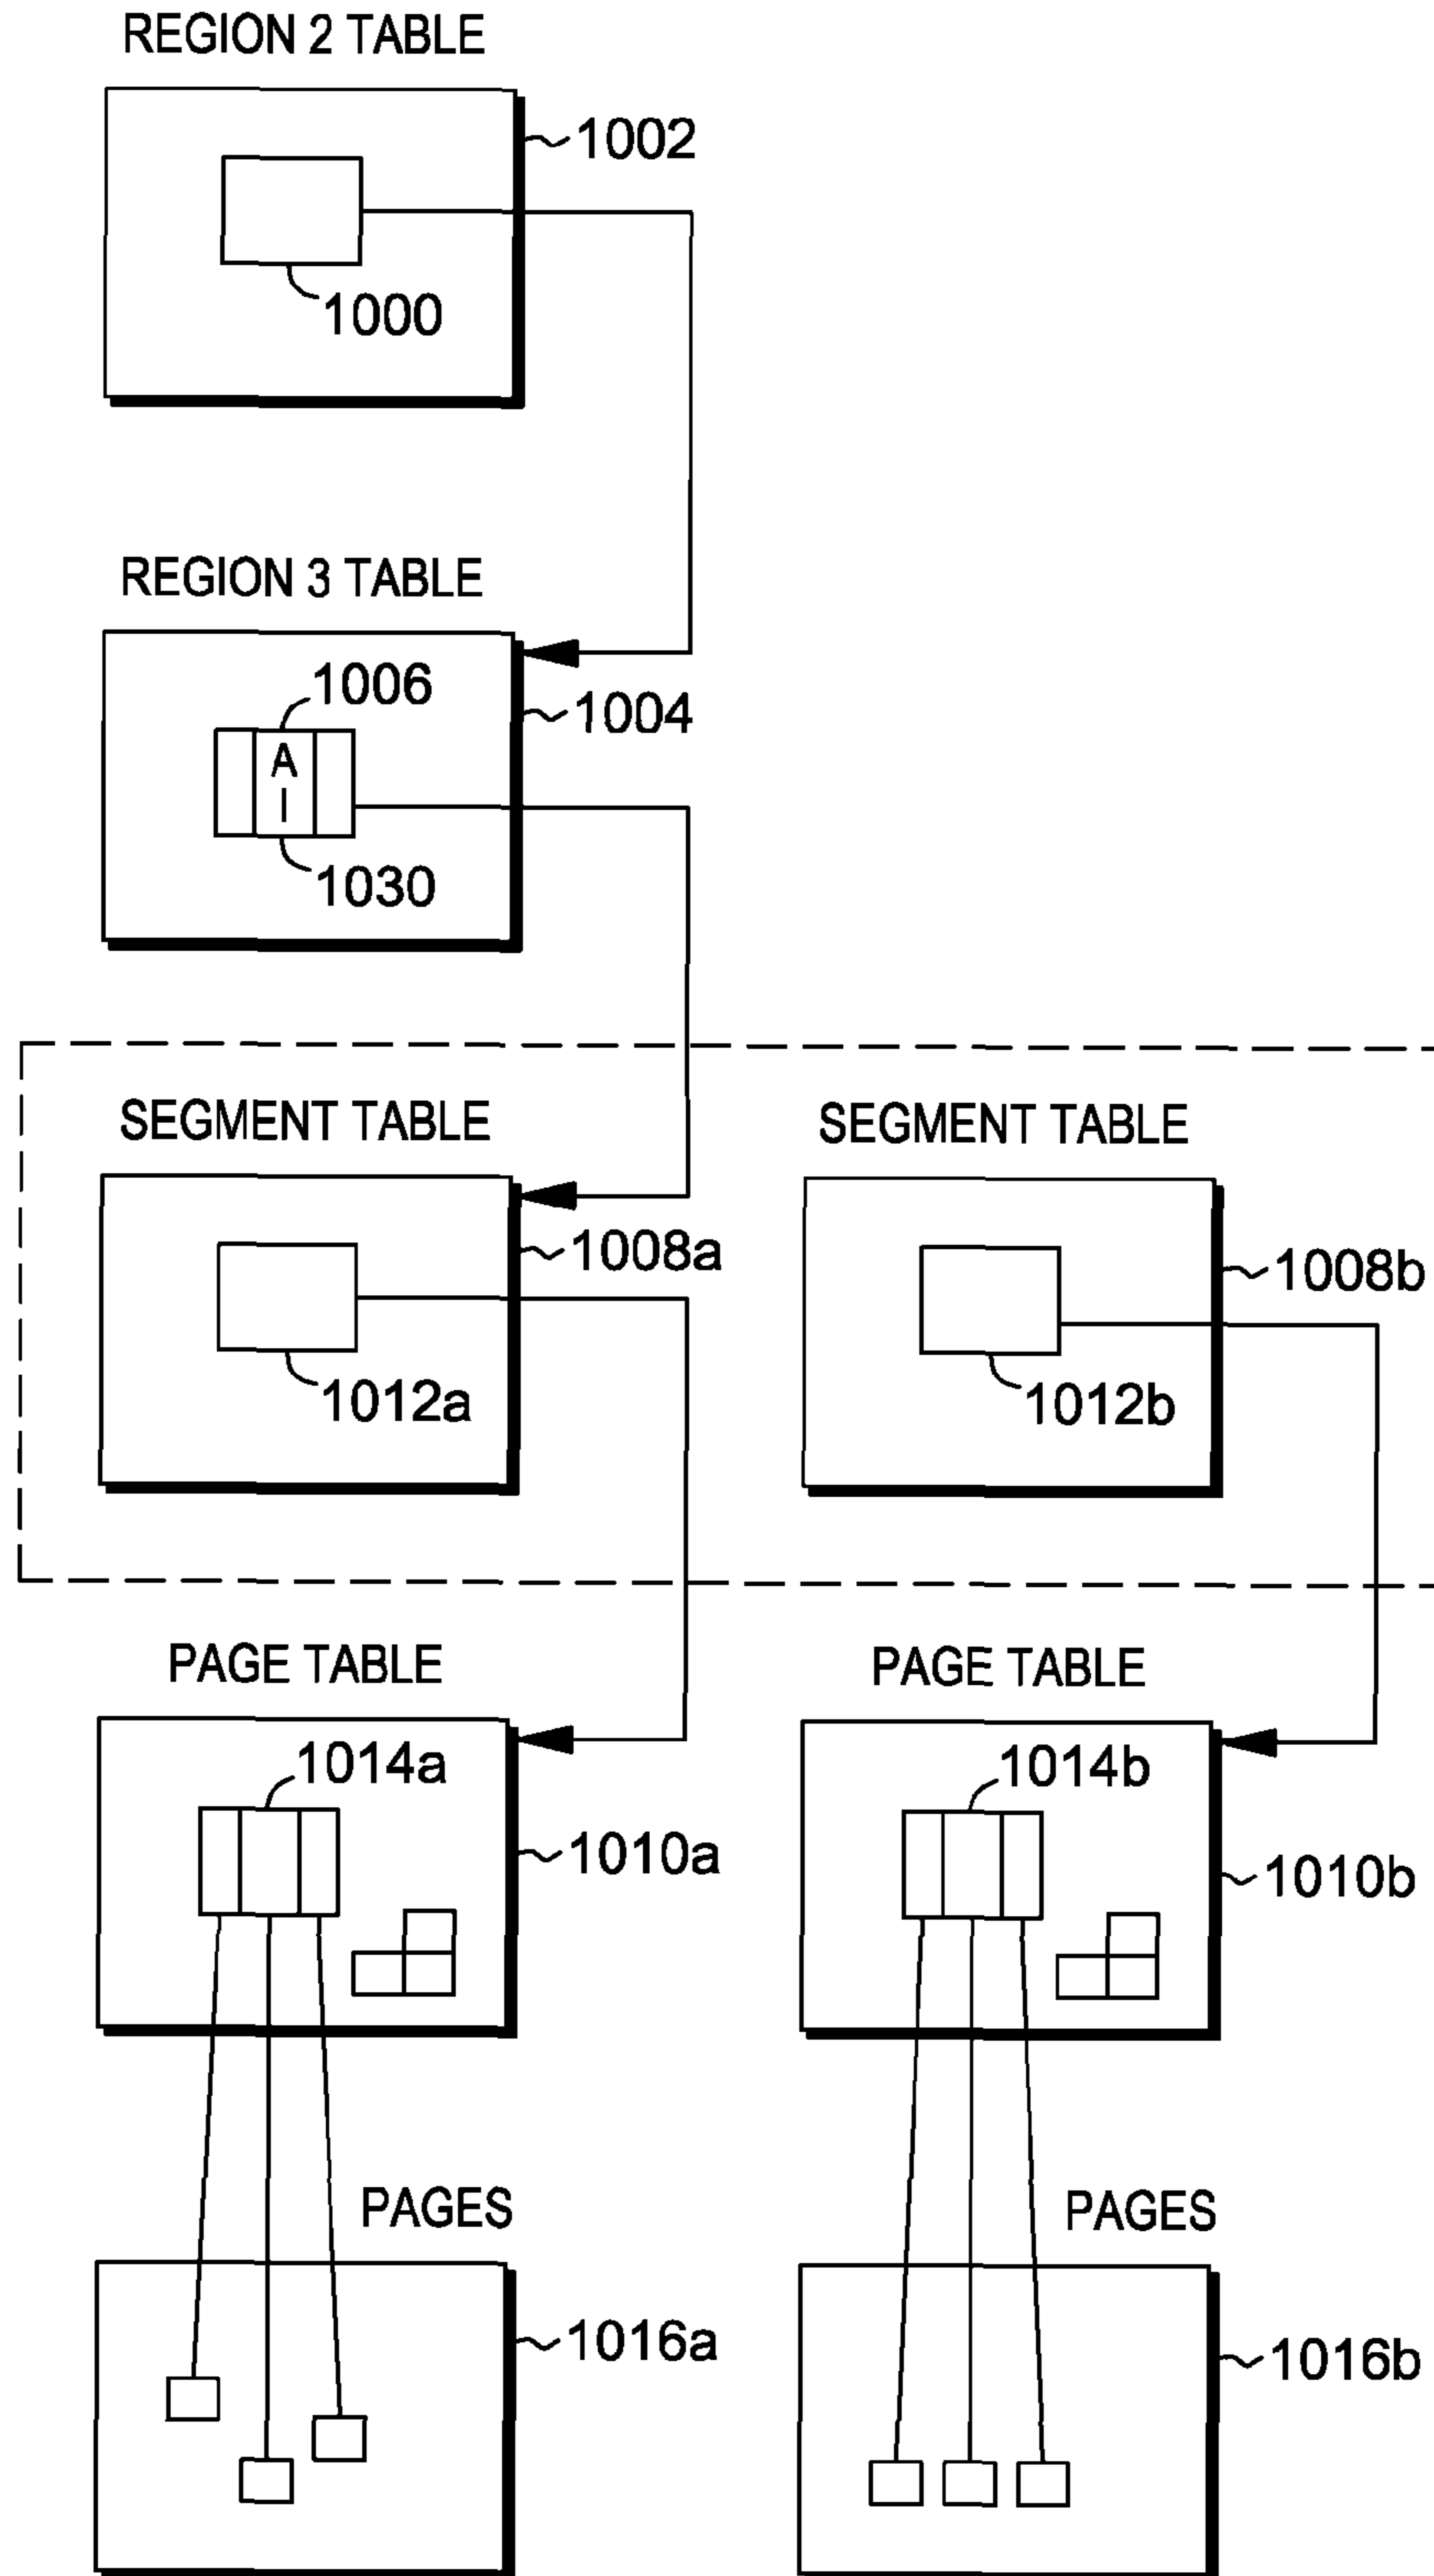 REGION 2 TABLE
1002
1000
REGION 3 TABLE
1006
1004
A
I
1030
SEGMENT TABLE
SEGMENT TABLE
1008a
1008b
1012a
1012b
PAGE TABLE
PAGE TABLE
1014a
1014b
1010a
1010b
PAGES
PAGES
1016a
1016b